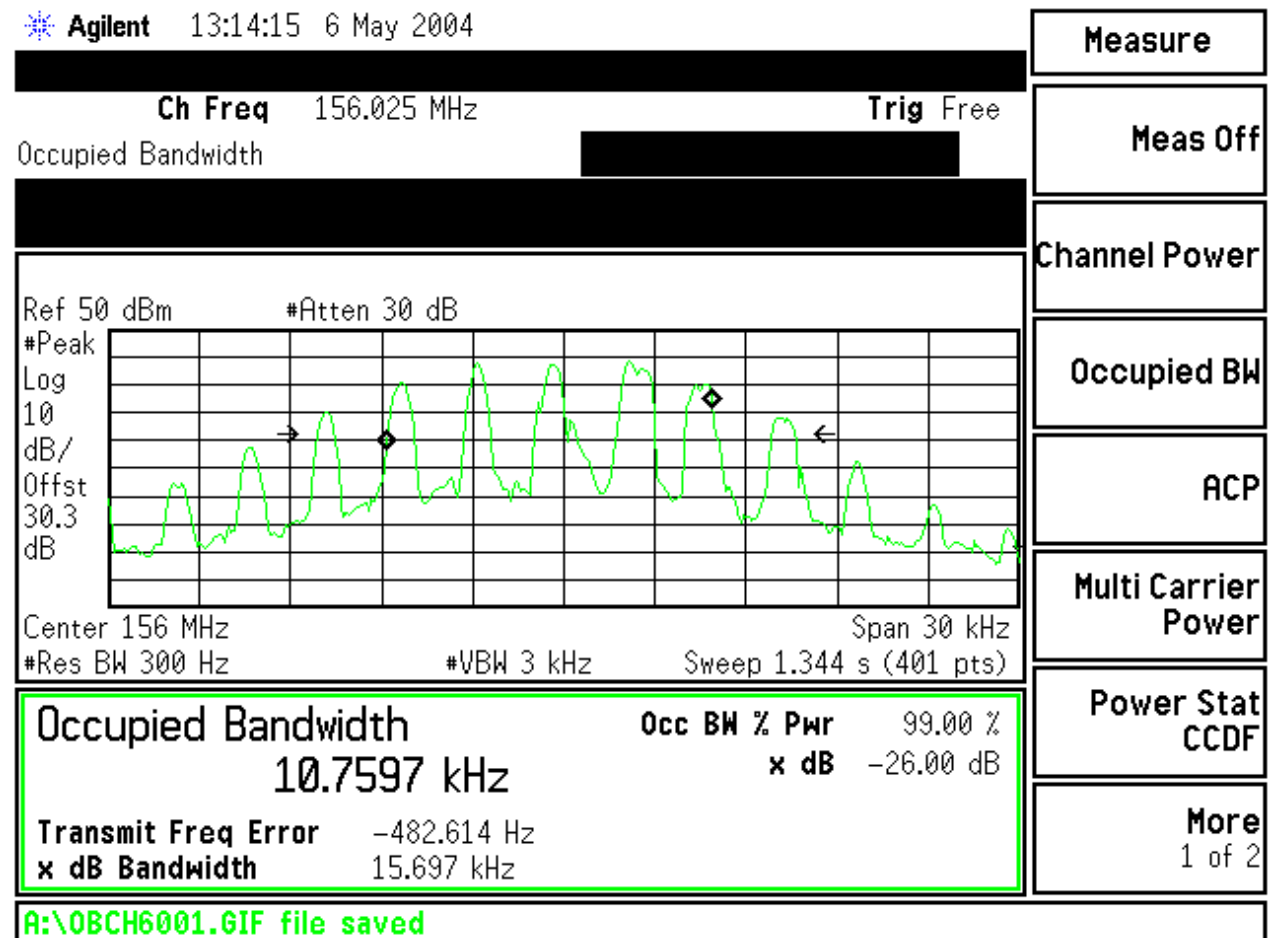 Agilent 13:14:15 6 May 2004
Measure
Ch Freq 156.025 MHz Trig Free
Occupied Bandwidth
Meas Off
Channel Power
Ref 50 dBm #Atten 30 dB
#Peak
Log
10
dB/
Offst
30.3
dB
Occupied BW
ACP
Center 156 MHz Span 30 kHz
#Res BW 300 Hz #VBW 3 kHz Sweep 1.344 s (401 pts)
Multi Carrier
Power
Occupied Bandwidth Occ BW % Pwr 99.00 %
10.7597 kHz x dB -26.00 dB
Transmit Freq Error -482.614 Hz
x dB Bandwidth 15.697 kHz
Power Stat
CCDF
More
1 of 2
A:\OBCH6001.GIF file saved